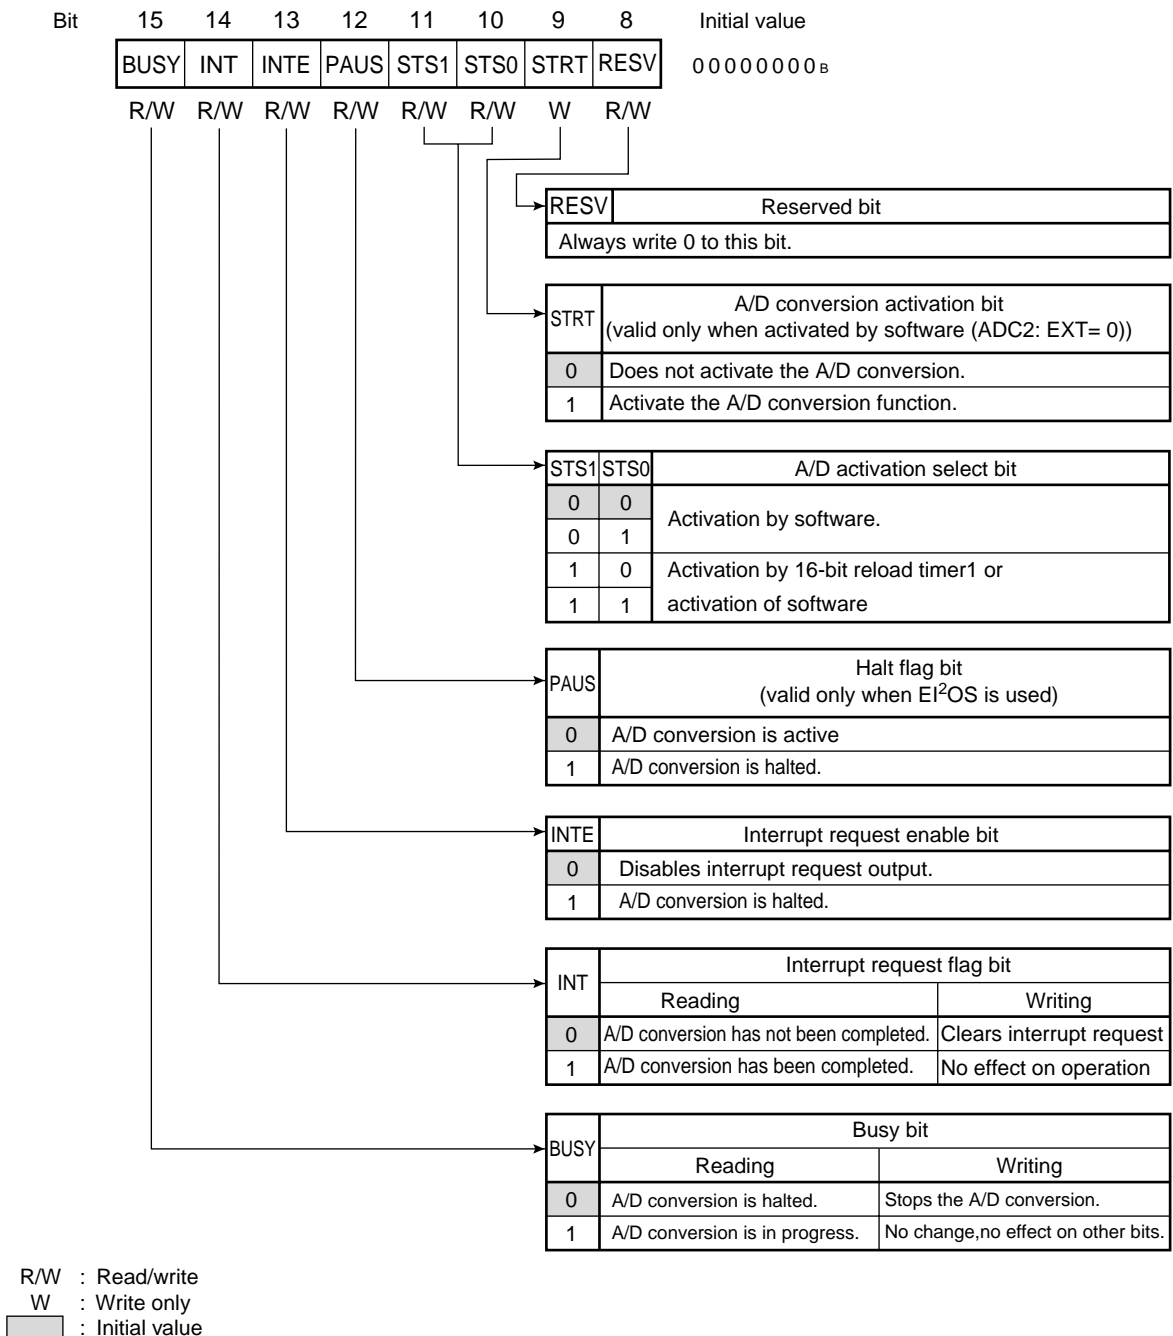 Bit 15 14 13 12 11 10 9 8 Initial value
BUSY INT INTE PAUS STS1 STS0 STRT RESV 0 0 0 0 0 0 0 0 B
R/W R/W R/W R/W R/W R/W W R/W
RESV Reserved bit
Always write 0 to this bit.
STRT A/D conversion activation bit
(valid only when activated by software (ADC2: EXT= 0))
0 Does not activate the A/D conversion.
1 Activate the A/D conversion function.
STS1 STS0 A/D activation select bit
0 0 Activation by software.
0 1
1 0 Activation by 16-bit reload timer1 or
1 1 activation of software
PAUS Halt flag bit
(valid only when EI²OS is used)
0 A/D conversion is active
1 A/D conversion is halted.
INTE Interrupt request enable bit
0 Disables interrupt request output.
1 A/D conversion is halted.
INT Interrupt request flag bit
Reading Writing
0 A/D conversion has not been completed. Clears interrupt request
1 A/D conversion has been completed. No effect on operation
BUSY Busy bit
Reading Writing
0 A/D conversion is halted. Stops the A/D conversion.
1 A/D conversion is in progress. No change,no effect on other bits.
R/W : Read/write
W : Write only
: Initial value